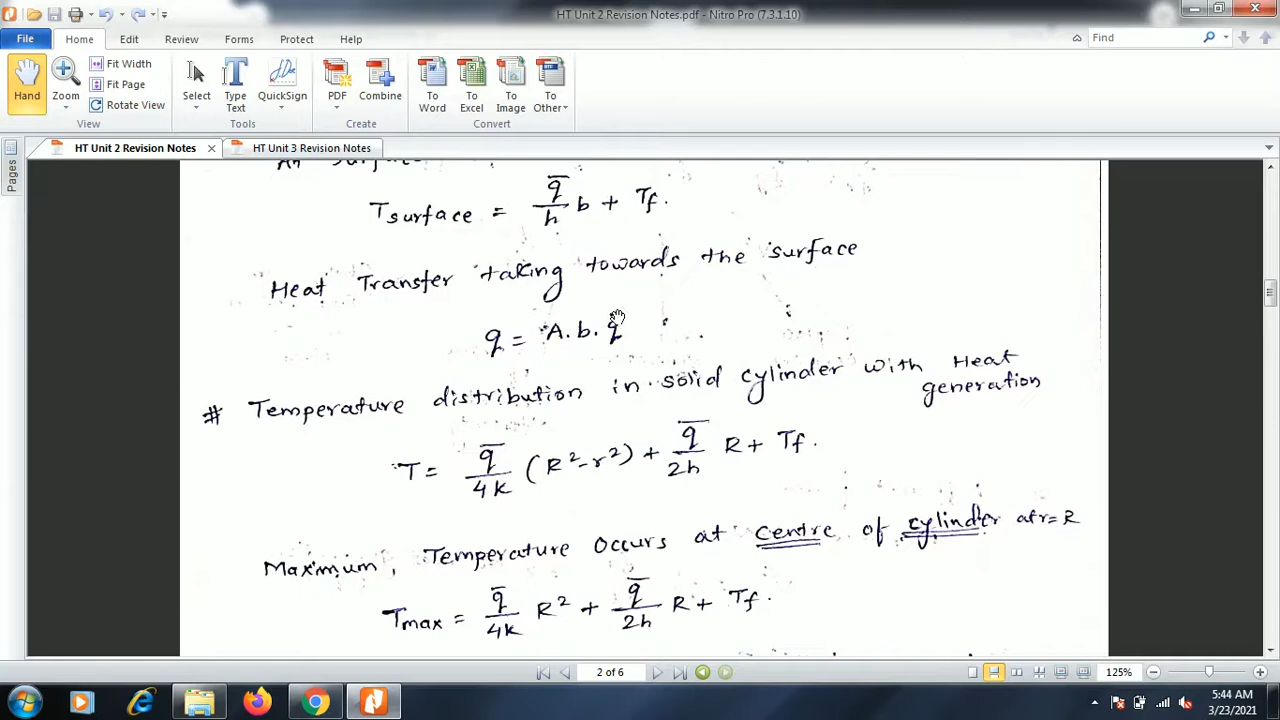 HT Unit 2 Revision Notes.pdf - Nitro Pro (7.3.1.10)
File Home Edit Review Forms Protect Help Find
Hand Zoom Fit Width Fit Page Rotate View Select Type Text QuickSign PDF Combine To Word To Excel To Image To Other
View Tools Create Convert
HT Unit 2 Revision Notes HT Unit 3 Revision Notes
Pages
Tsurface = q̅/h b + Tf.
Heat Transfer taking towards the surface
q = A.b.q̅
# Temperature distribution in solid cylinder with Heat
generation
T = q̅/4k (R²-r²) + q̅/2h R + Tf.
Maximum, Temperature Occurs at centre of cylinder at r=R
Tmax = q̅/4k R² + q̅/2h R + Tf.
2 of 6 125%
5:44 AM
3/23/2021